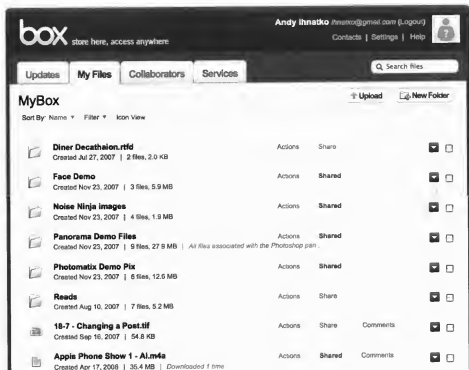 Andy Ihnatko ihnatko@gmail.com (Logout)
box store here, access anywhere
Contacts | Settings | Help
Updates My Files Collaborators Services
Search files
MyBox
Upload New Folder
Sort By: Name Filter Icon View
Diner Decathalon.rtfd Actions Share
Created Jul 27, 2007 | 2 files, 2.0 KB
Face Demo Actions Shared
Created Nov 23, 2007 | 3 files, 5.9 MB
Noise Ninja images Actions Shared
Created Nov 23, 2007 | 4 files, 1.9 MB
Panorama Demo Files Actions Shared
Created Nov 23, 2007 | 9 files, 27.9 MB | All files associated with the Photoshop pan..
Photomatix Demo Pix Actions Shared
Created Nov 23, 2007 | 6 files, 12.6 MB
Reads Actions Share
Created Aug 10, 2007 | 7 files, 5.2 MB
18-7 - Changing a Post.tif Actions Share Comments
Created Sep 16, 2007 | 54.8 KB
Apple Phone Show 1 - AI.m4a Actions Shared Comments
Created Apr 17, 2008 | 35.4 MB | Downloaded 1 time